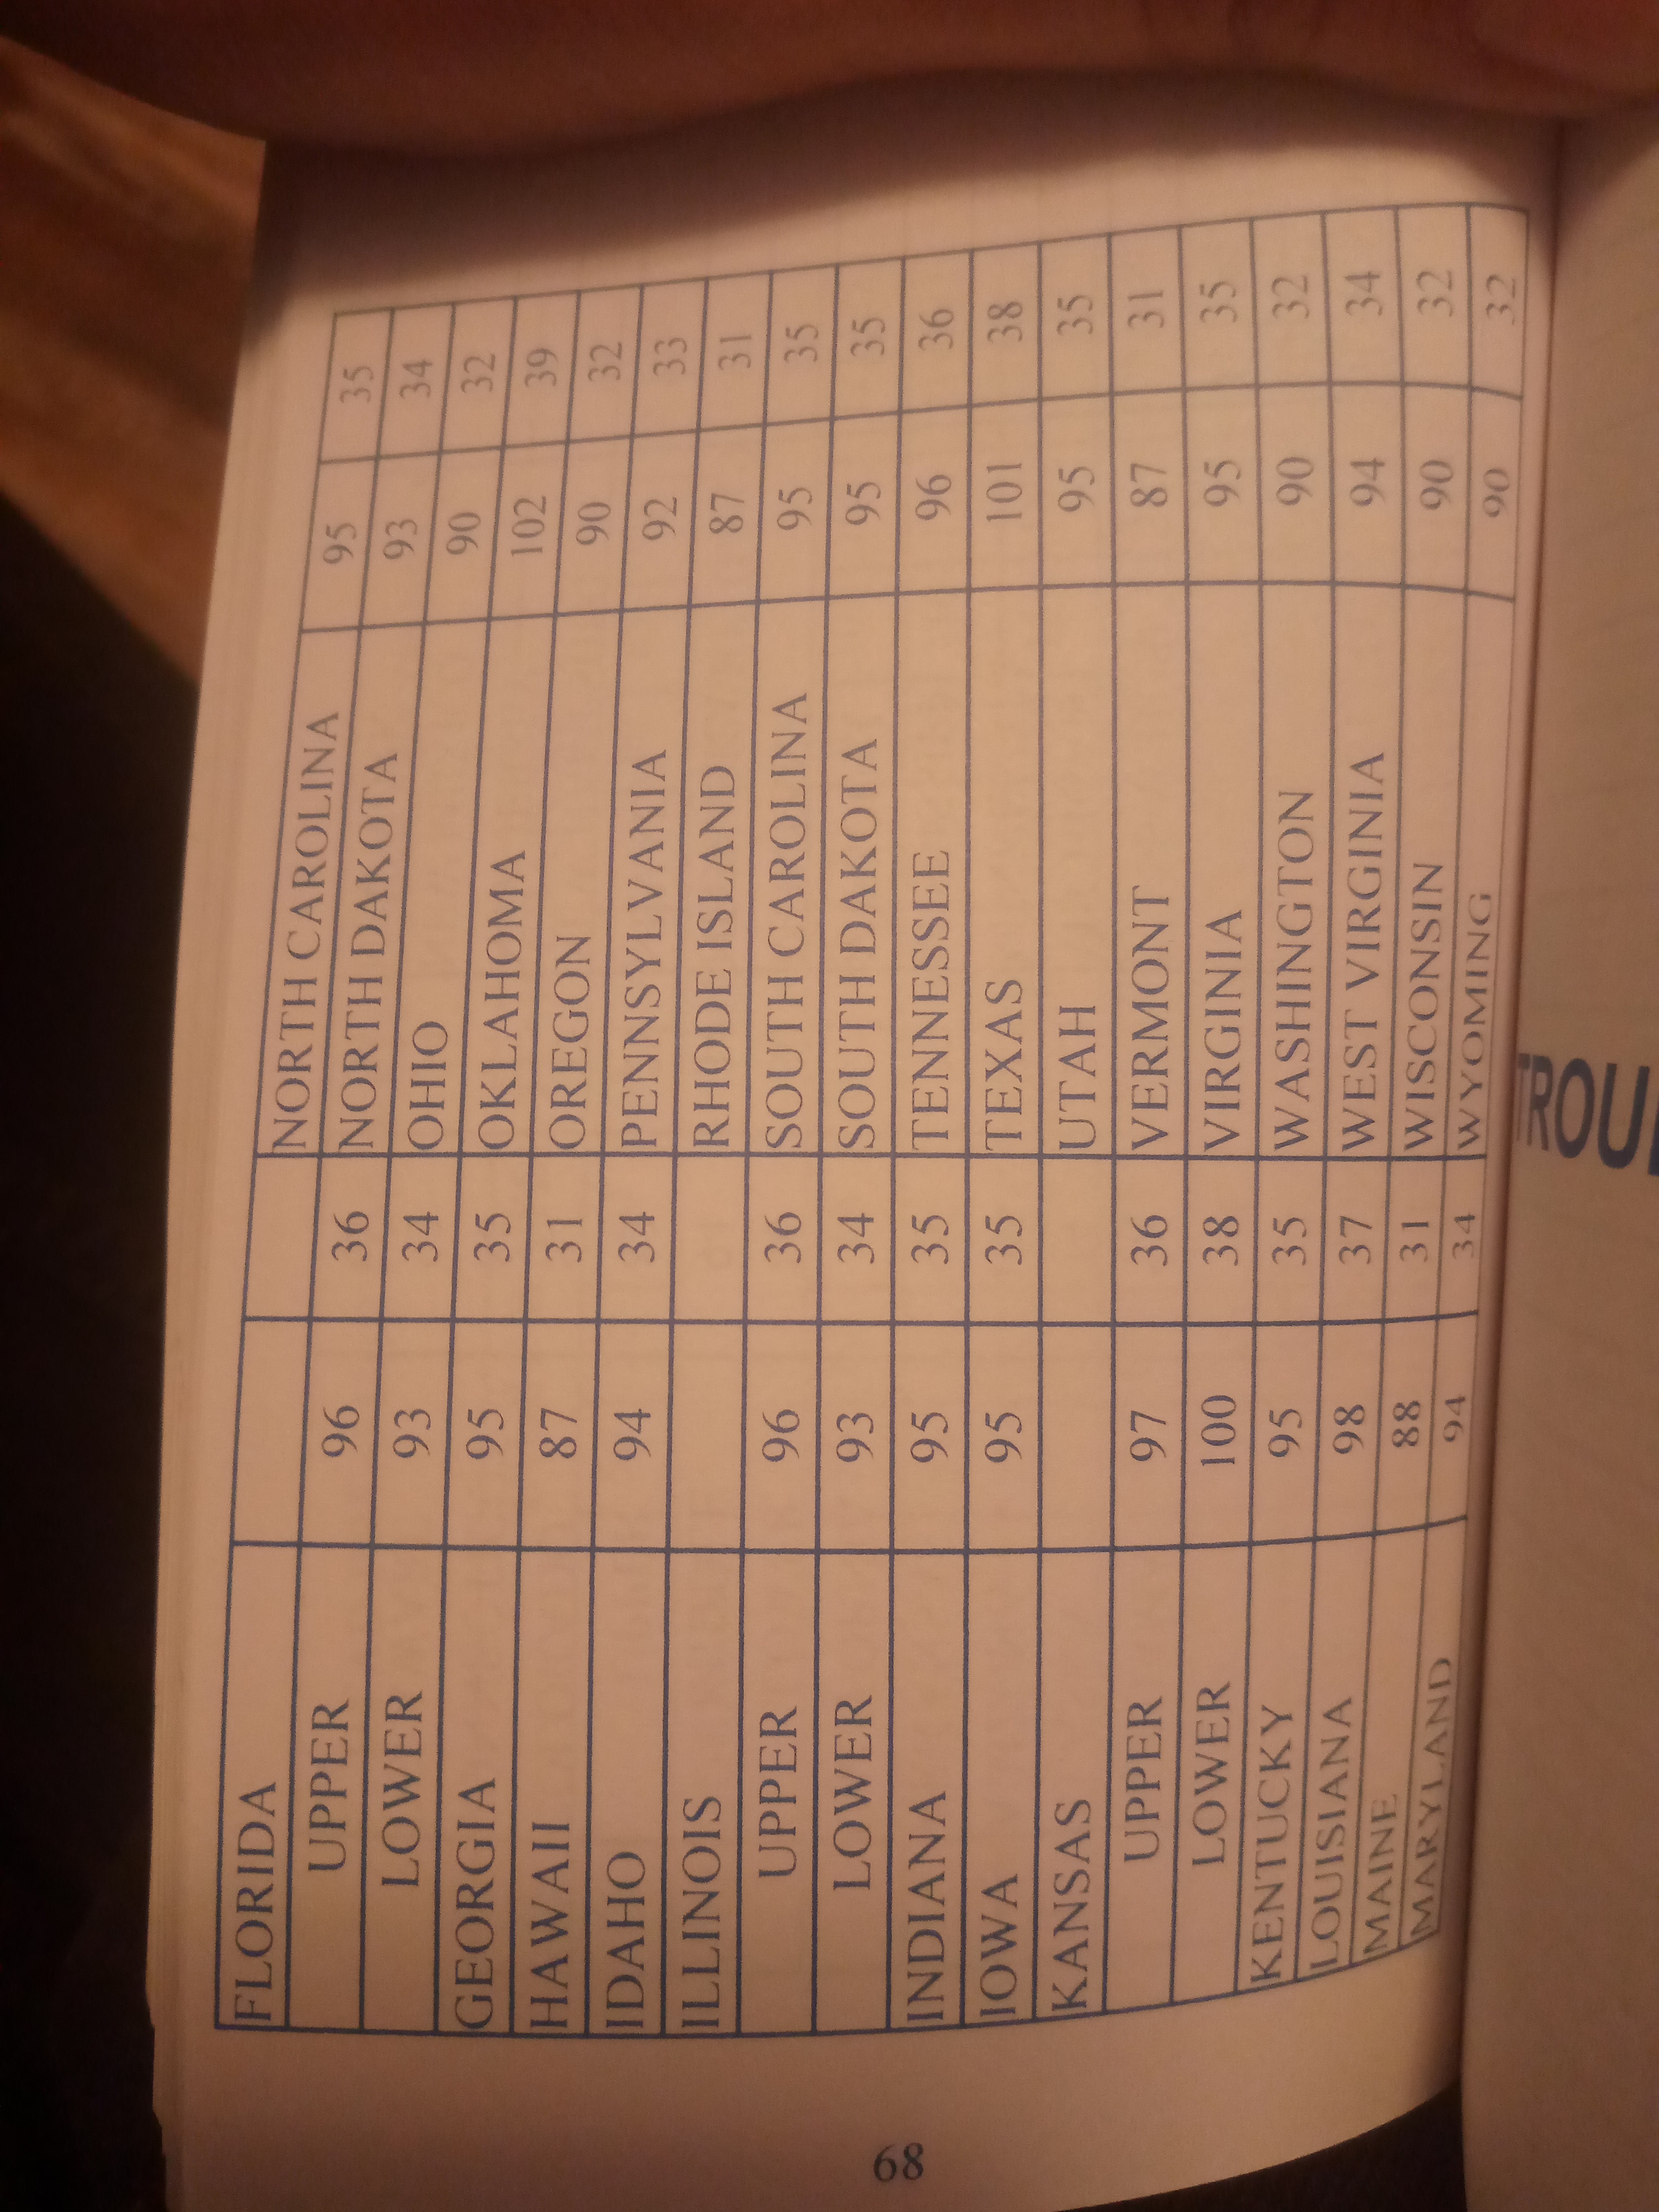 FLORIDA NORTH CAROLINA 95 35
UPPER 96 36 NORTH DAKOTA 93 34
LOWER 93 34 OHIO 90 32
GEORGIA 95 35 OKLAHOMA 102 39
HAWAII 87 31 OREGON 90 32
IDAHO 94 34 PENNSYLVANIA 92 33
ILLINOIS RHODE ISLAND 87 31
UPPER 96 36 SOUTH CAROLINA 95 35
LOWER 93 34 SOUTH DAKOTA 95 35
INDIANA 95 35 TENNESSEE 96 36
IOWA 95 35 TEXAS 101 38
KANSAS UTAH 95 35
UPPER 97 36 VERMONT 87 31
LOWER 100 38 VIRGINIA 95 35
KENTUCKY 95 35 WASHINGTON 90 32
LOUISIANA 98 37 WEST VIRGINIA 94 34
MAINE 88 31 WISCONSIN 90 32
MARYLAND 94 34 WYOMING 90 32
68